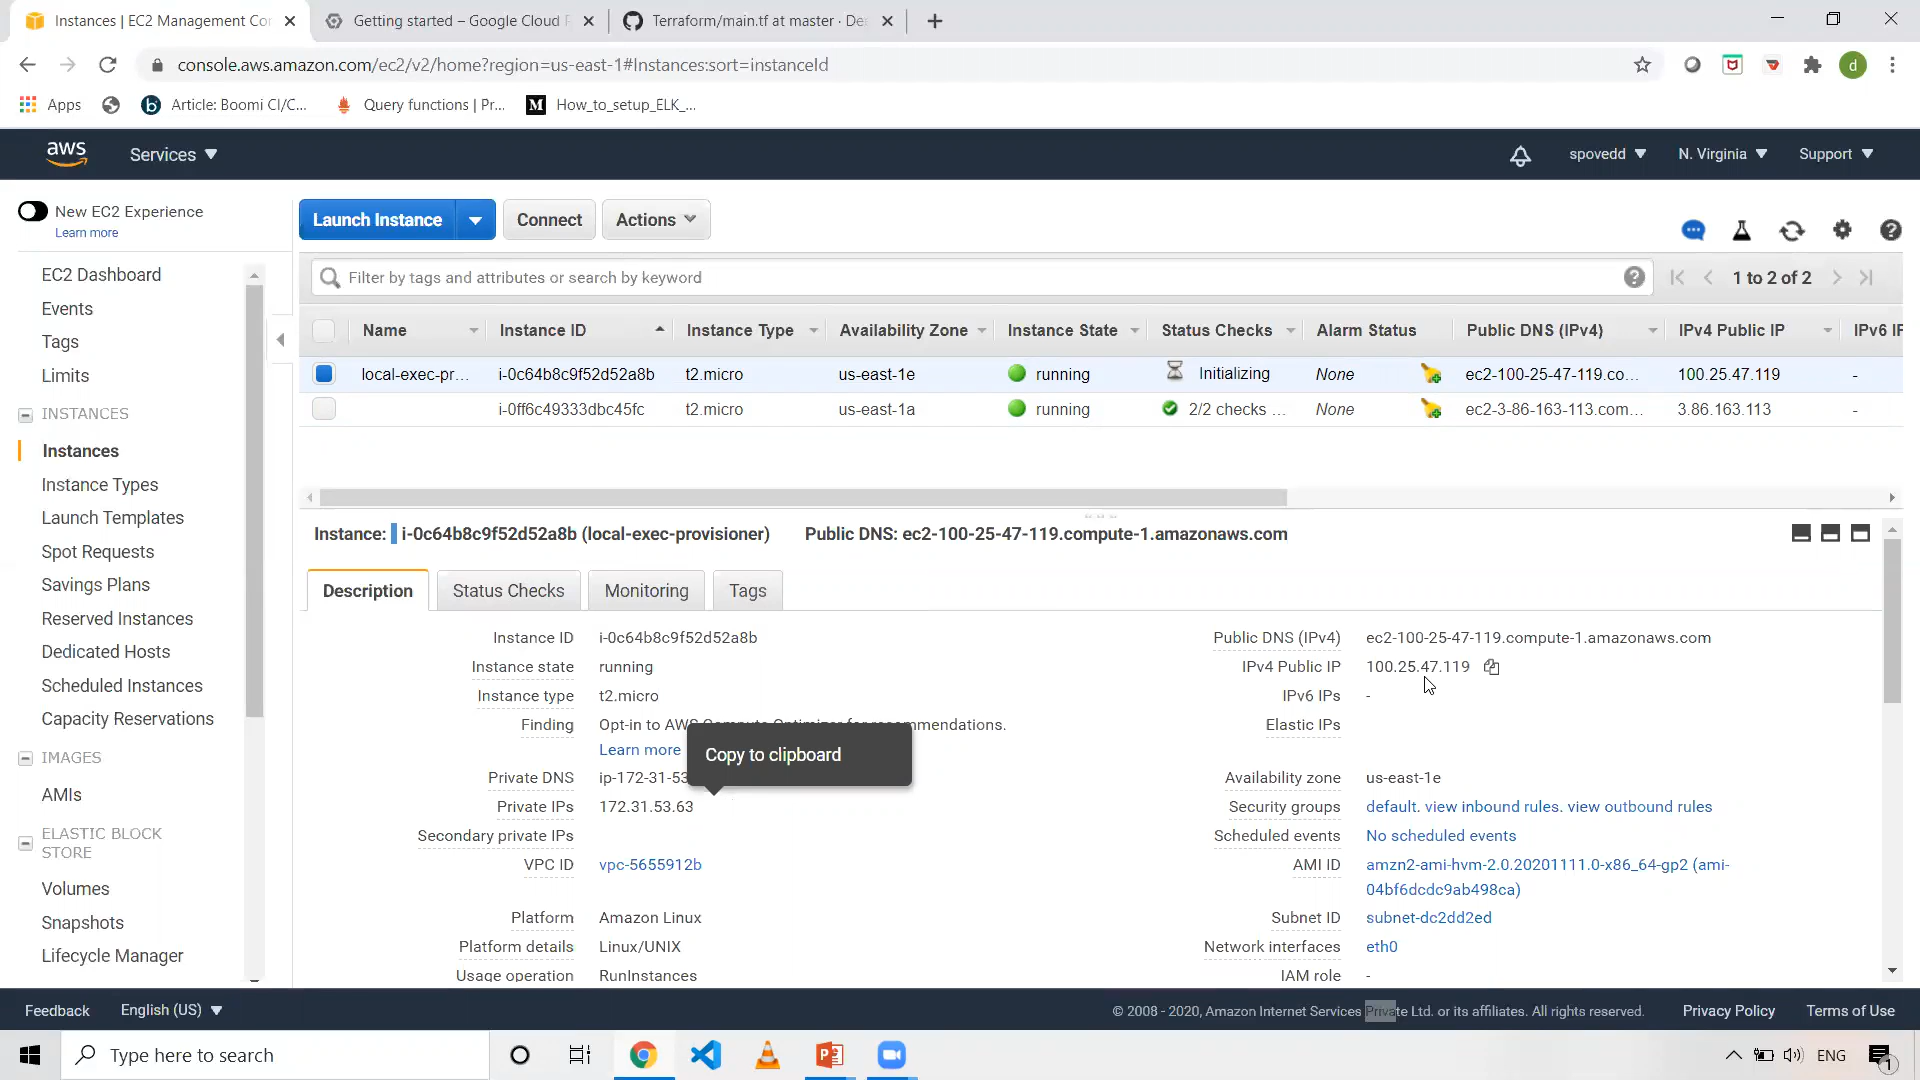 Instances | EC2 Management Con
Getting started – Google Cloud P
Terraform/main.tf at master · Dev
console.aws.amazon.com/ec2/v2/home?region=us-east-1#Instances:sort=instanceId
d
Apps
Article: Boomi CI/C...
Query functions | Pr...
M
How_to_setup_ELK_...
aws
Services
spovedd
N. Virginia
Support
New EC2 Experience
Learn more
EC2 Dashboard
Events
Tags
Limits
INSTANCES
Instances
Instance Types
Launch Templates
Spot Requests
Savings Plans
Reserved Instances
Dedicated Hosts
Scheduled Instances
Capacity Reservations
IMAGES
AMIs
ELASTIC BLOCK
STORE
Volumes
Snapshots
Lifecycle Manager
Launch Instance
Connect
Actions
Filter by tags and attributes or search by keyword
1 to 2 of 2
Name Instance ID Instance Type Availability Zone Instance State Status Checks Alarm Status Public DNS (IPv4) IPv4 Public IP IPv6 IP
local-exec-pr... i-0c64b8c9f52d52a8b t2.micro us-east-1e running Initializing None ec2-100-25-47-119.co... 100.25.47.119 -
i-0ff6c49333dbc45fc t2.micro us-east-1a running 2/2 checks ... None ec2-3-86-163-113.com... 3.86.163.113 -
Instance: i-0c64b8c9f52d52a8b (local-exec-provisioner) Public DNS: ec2-100-25-47-119.compute-1.amazonaws.com
Description
Status Checks
Monitoring
Tags
Instance ID i-0c64b8c9f52d52a8b
Instance state running
Instance type t2.micro
Finding Opt-in to AWS Compute Optimizer for recommendations.
Learn more
Copy to clipboard
Private DNS ip-172-31-53
Private IPs 172.31.53.63
Secondary private IPs
VPC ID vpc-5655912b
Platform Amazon Linux
Platform details Linux/UNIX
Usage operation RunInstances
Public DNS (IPv4) ec2-100-25-47-119.compute-1.amazonaws.com
IPv4 Public IP 100.25.47.119
IPv6 IPs -
Elastic IPs
Availability zone us-east-1e
Security groups default. view inbound rules. view outbound rules
Scheduled events No scheduled events
AMI ID amzn2-ami-hvm-2.0.20201111.0-x86_64-gp2 (ami-
04bf6dcdc9ab498ca)
Subnet ID subnet-dc2dd2ed
Network interfaces eth0
IAM role -
Feedback
English (US)
© 2008 - 2020, Amazon Internet Services Private Ltd. or its affiliates. All rights reserved.
Privacy Policy
Terms of Use
Type here to search
ENG
1